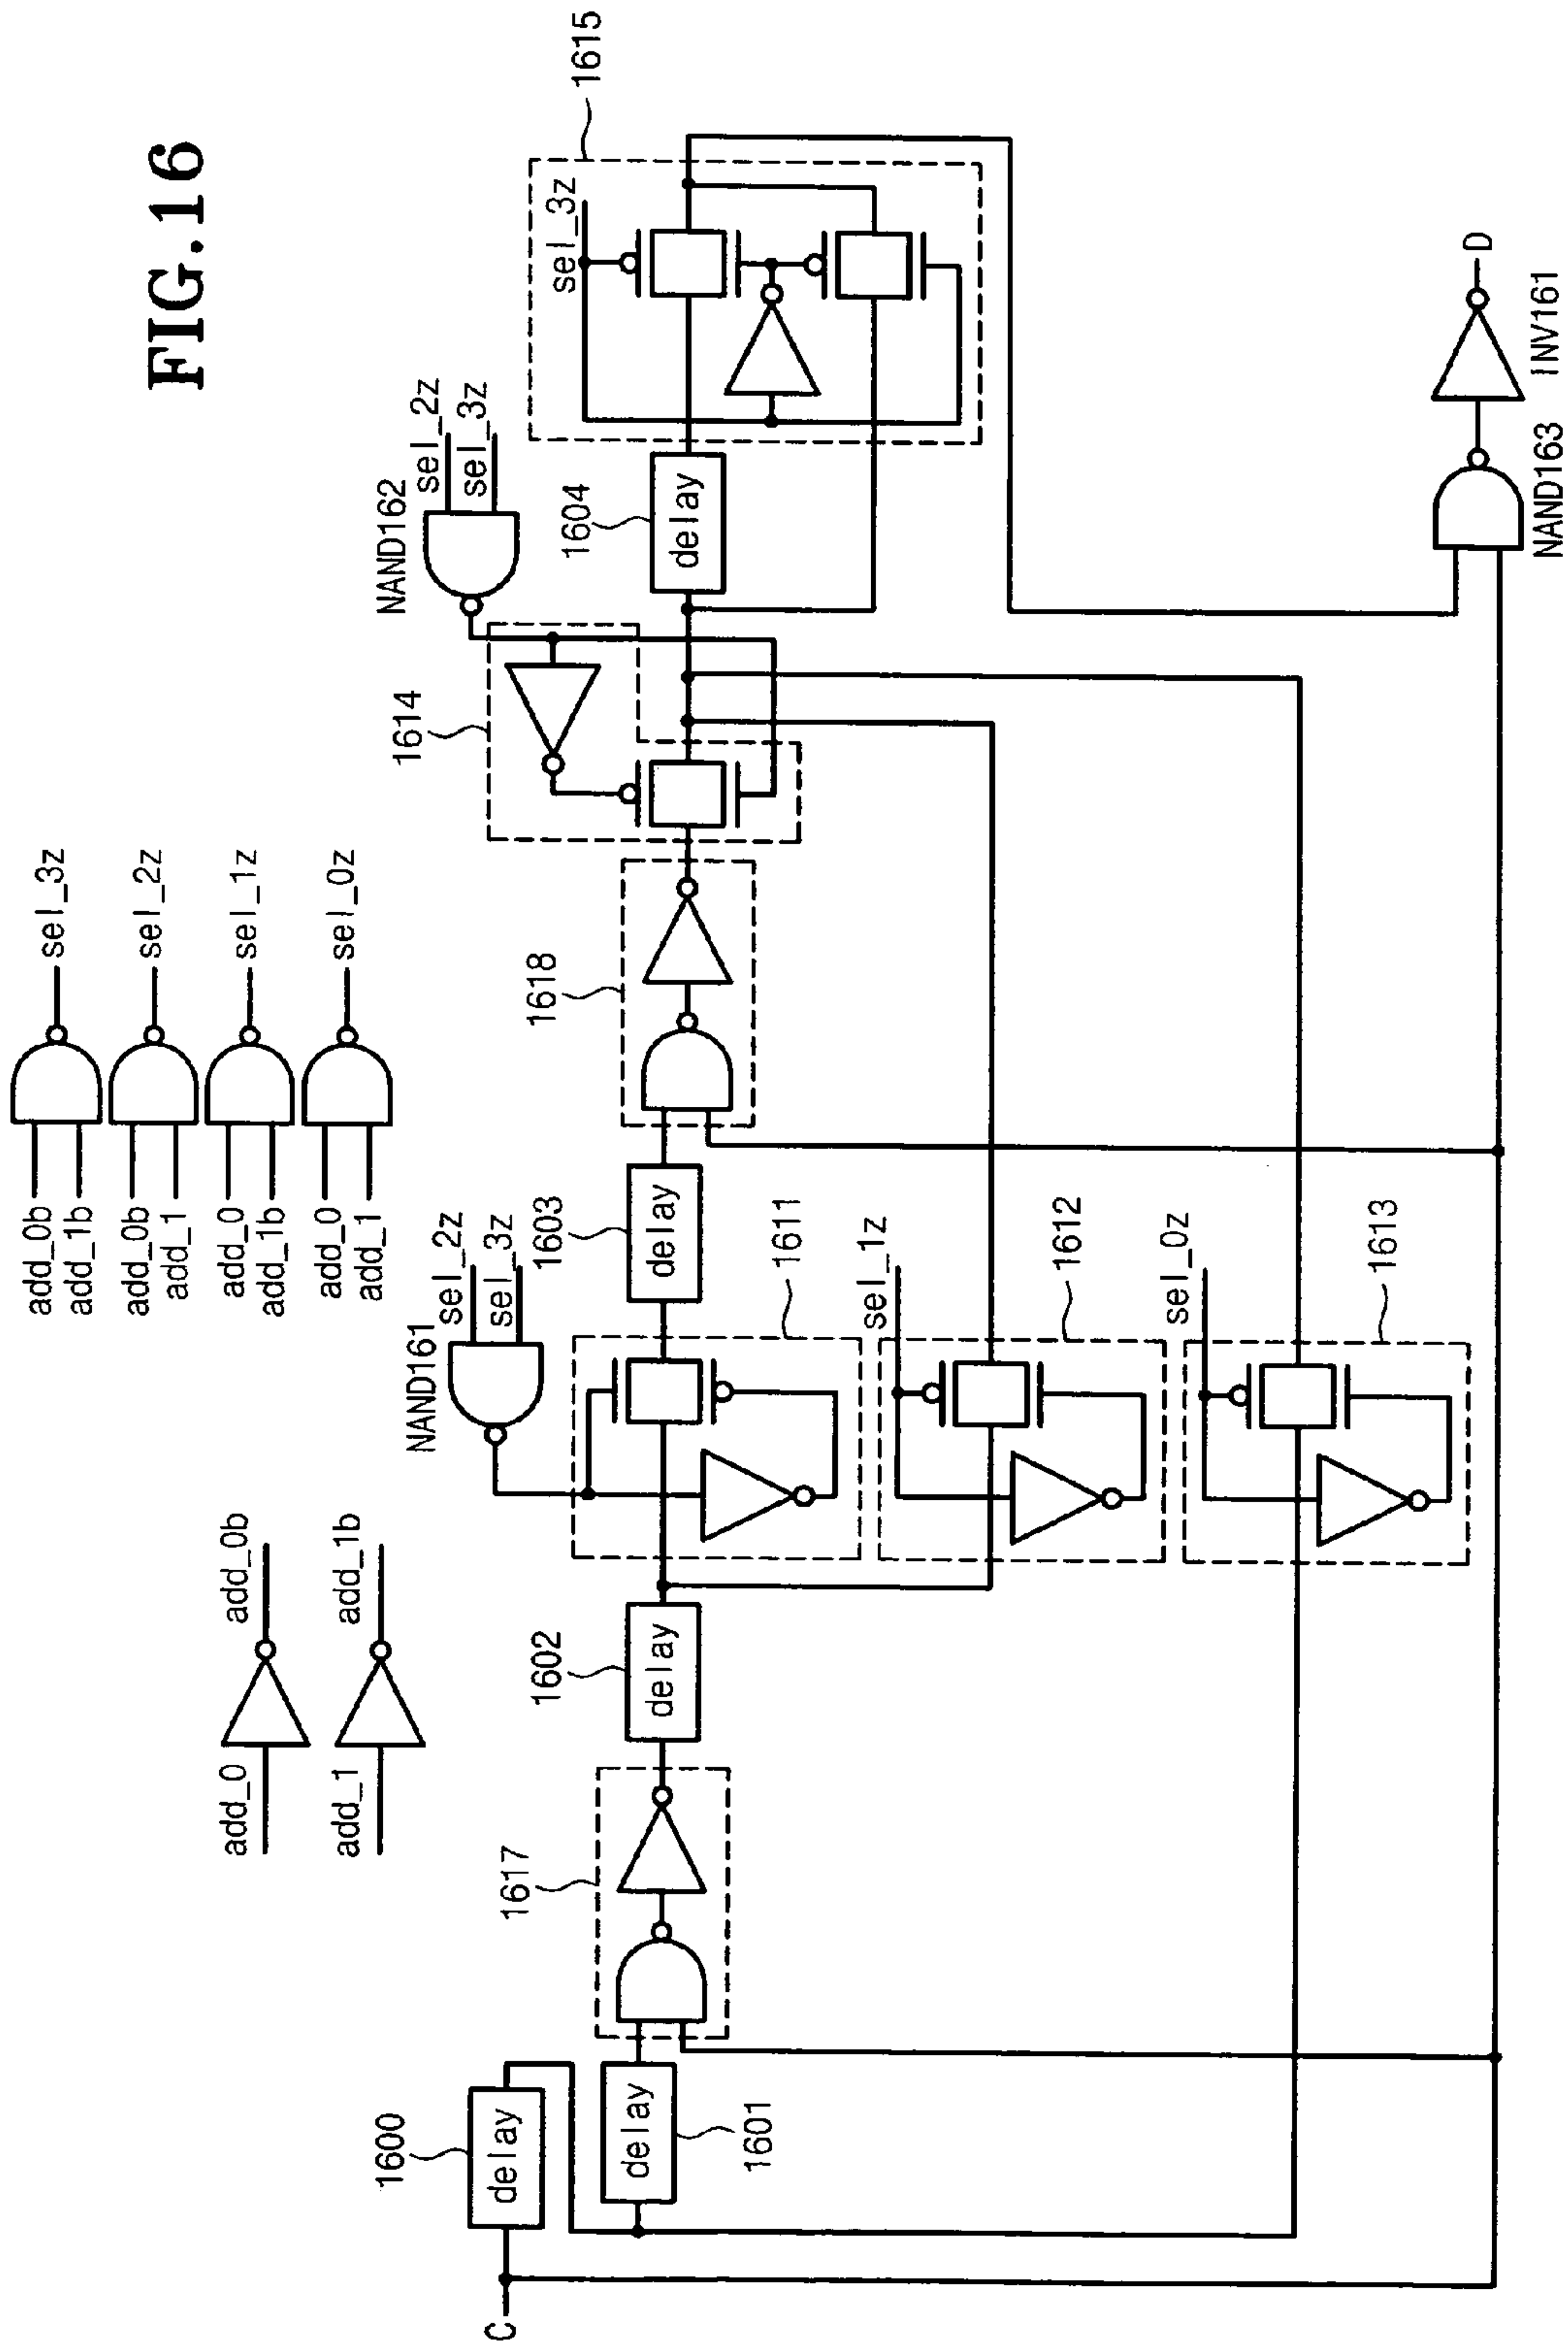 FIG.16
add_0
add_0b
add_1
add_1b
add_0b
add_1b
sel_3z
add_0b
add_1
sel_2z
add_0
add_1b
sel_1z
add_0
add_1
sel_0z
C
1600
delay
delay
1601
1617
1602
delay
NAND161
sel_2z
sel_3z
1603
delay
1611
sel_1z
1612
sel_0z
1613
1618
1614
NAND162
sel_2z
sel_3z
1604
delay
sel_3z
1615
NAND163
INV161
D